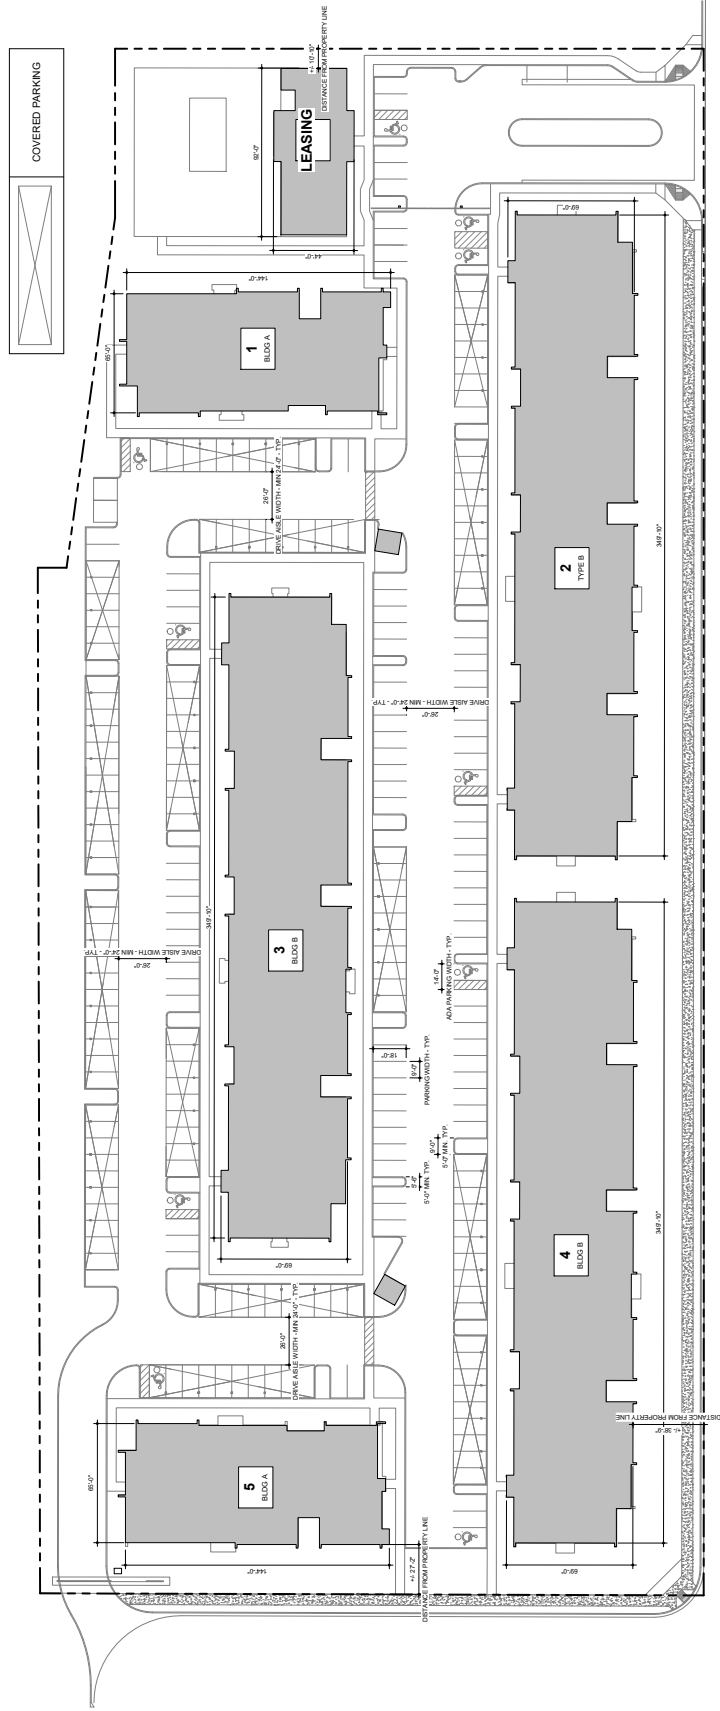 COVERED PARKING
+/- 10'-10"
DISTANCE FROM PROPERTY LINE
92'-0"
LEASING
44'-0"
144'-0"
65'-0"
1
BLDG A
69'-0"
26'-0"
DRIVE AISLE WIDTH - MIN 24'-0" - TYP.
2
TYPE B
349'-10"
DRIVE AISLE WIDTH - MIN 24'-0" - TYP.
26'-0"
349'-10"
3
BLDG B
DRIVE AISLE WIDTH - MIN 24'-0" - TYP.
26'-0"
14'-0"
ADA PARKING WIDTH - TYP.
18'-0"
9'-0"
PARKING WIDTH - TYP.
9'-0"
5'-0" MIN. TYP.
5'-6"
5'-0" MIN. TYP.
69'-0"
4
BLDG B
349'-10"
26'-0"
DRIVE AISLE WIDTH - MIN 24'-0" - TYP.
DISTANCE FROM PROPERTY LINE
+/- 38'-9"
65'-0"
5
BLDG A
144'-0"
+/- 27'-2"
DISTANCE FROM PROPERTY LINE
69'-0"